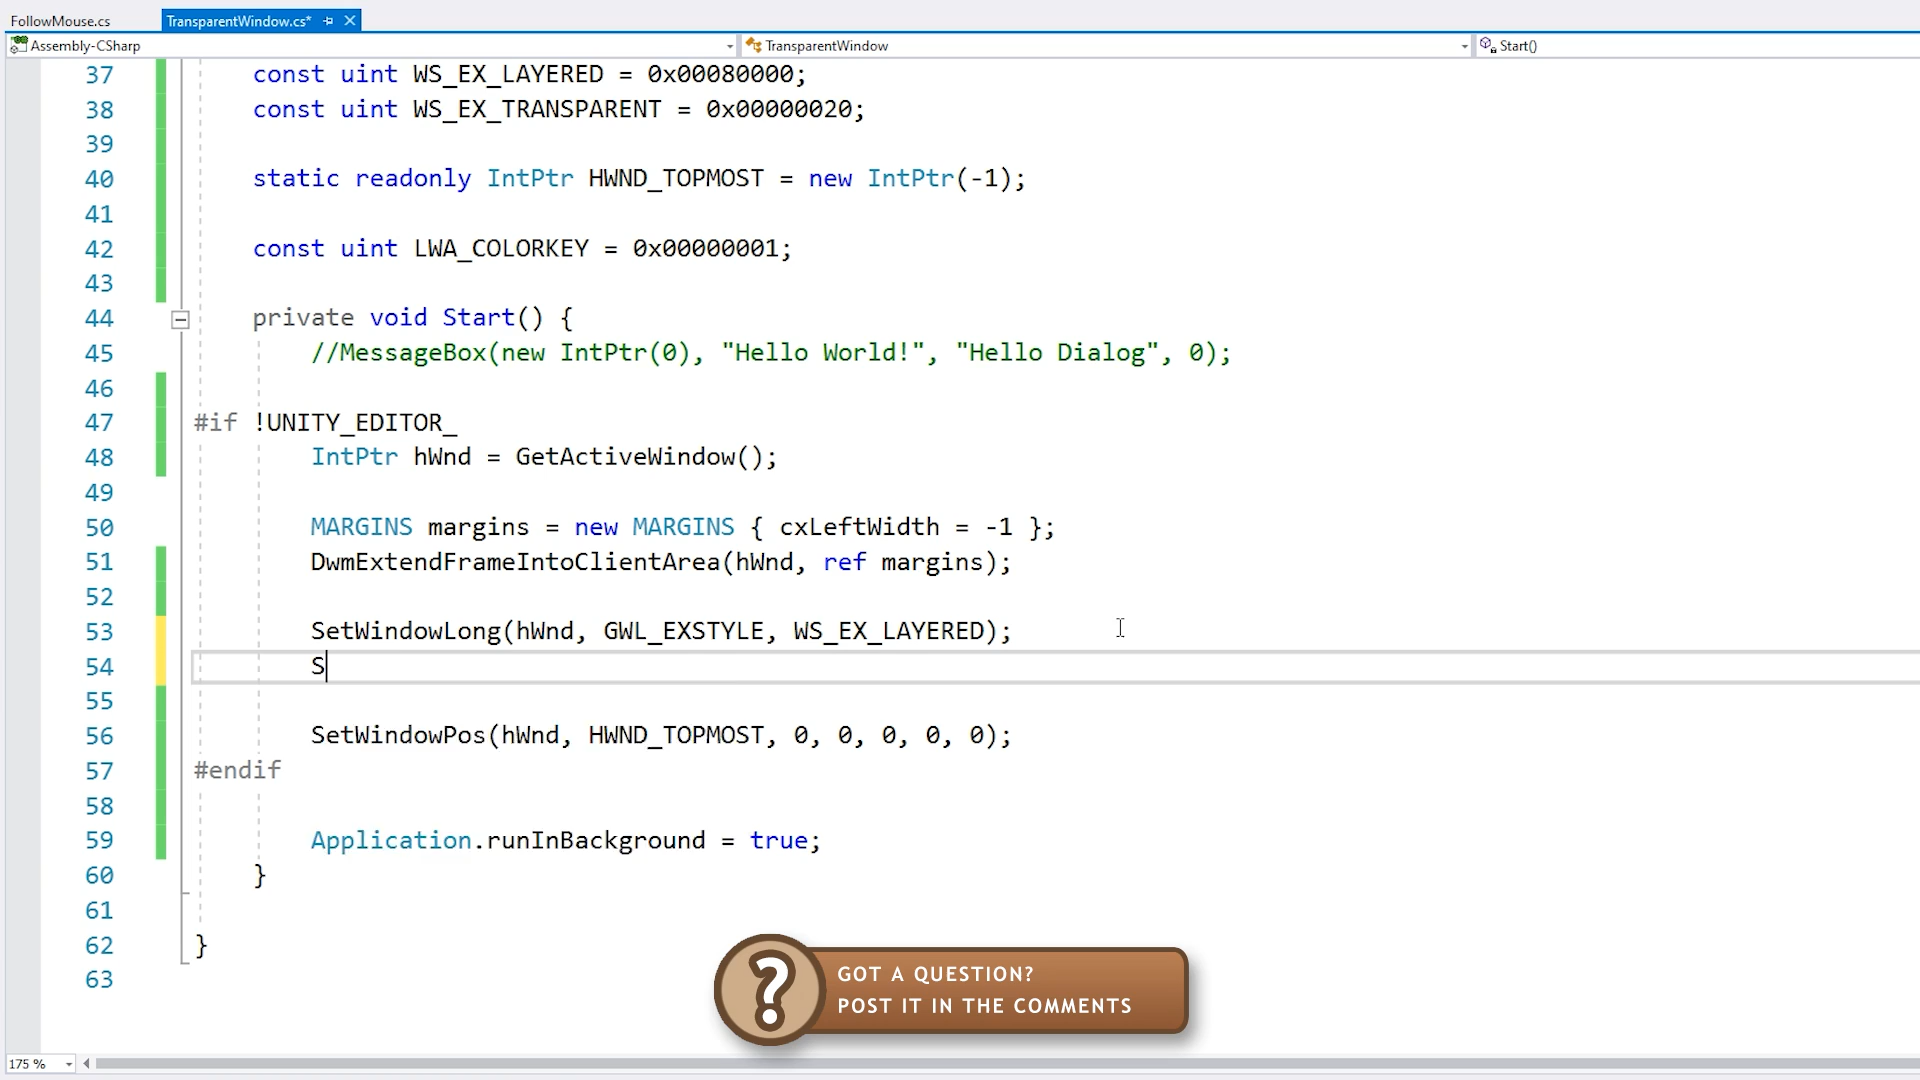 FollowMouse.cs
TransparentWindow.cs*
Assembly-CSharp
TransparentWindow
Start()
37 const uint WS_EX_LAYERED = 0x00080000;
38 const uint WS_EX_TRANSPARENT = 0x00000020;
39
40 static readonly IntPtr HWND_TOPMOST = new IntPtr(-1);
41
42 const uint LWA_COLORKEY = 0x00000001;
43
44 private void Start() {
45 //MessageBox(new IntPtr(0), "Hello World!", "Hello Dialog", 0);
46
47 #if !UNITY_EDITOR_
48 IntPtr hWnd = GetActiveWindow();
49
50 MARGINS margins = new MARGINS { cxLeftWidth = -1 };
51 DwmExtendFrameIntoClientArea(hWnd, ref margins);
52
53 SetWindowLong(hWnd, GWL_EXSTYLE, WS_EX_LAYERED);
54 S
55
56 SetWindowPos(hWnd, HWND_TOPMOST, 0, 0, 0, 0, 0);
57 #endif
58
59 Application.runInBackground = true;
60 }
61
62 }
63
GOT A QUESTION?
POST IT IN THE COMMENTS
175 %